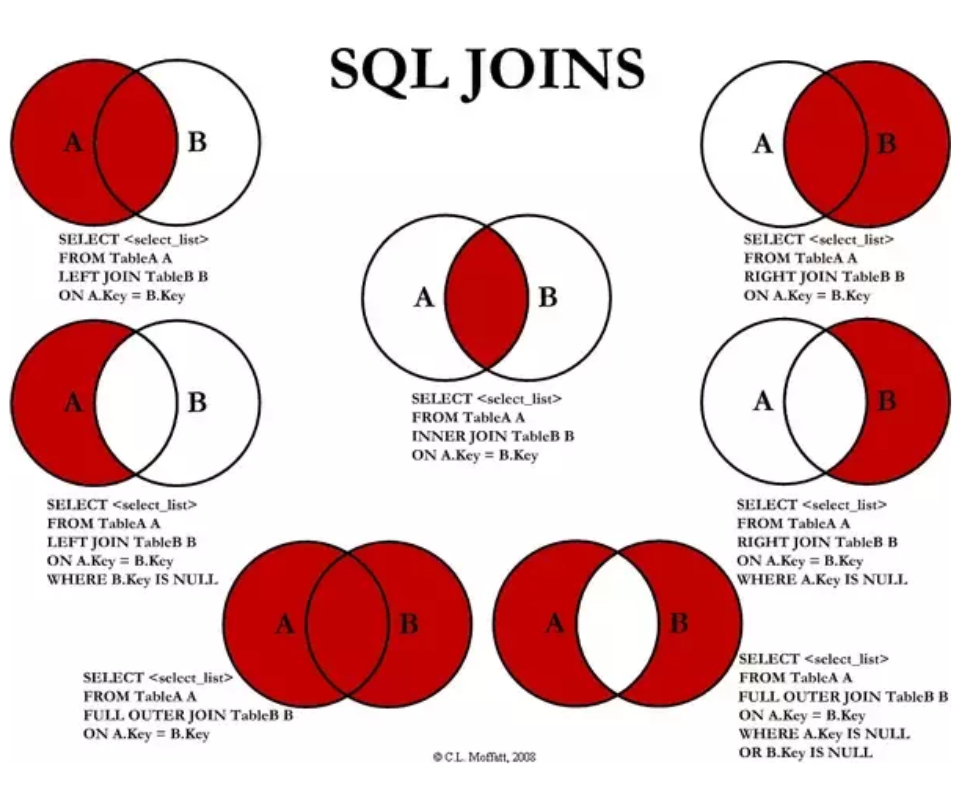 SQL JOINS
A B
SELECT <select_list>
FROM TableA A
LEFT JOIN TableB B
ON A.Key = B.Key
A B
SELECT <select_list>
FROM TableA A
RIGHT JOIN TableB B
ON A.Key = B.Key
A B
SELECT <select_list>
FROM TableA A
INNER JOIN TableB B
ON A.Key = B.Key
A B
SELECT <select_list>
FROM TableA A
LEFT JOIN TableB B
ON A.Key = B.Key
WHERE B.Key IS NULL
A B
SELECT <select_list>
FROM TableA A
RIGHT JOIN TableB B
ON A.Key = B.Key
WHERE A.Key IS NULL
A B
SELECT <select_list>
FROM TableA A
FULL OUTER JOIN TableB B
ON A.Key = B.Key
A B
SELECT <select_list>
FROM TableA A
FULL OUTER JOIN TableB B
ON A.Key = B.Key
WHERE A.Key IS NULL
OR B.Key IS NULL
© C.L. Moffatt, 2008